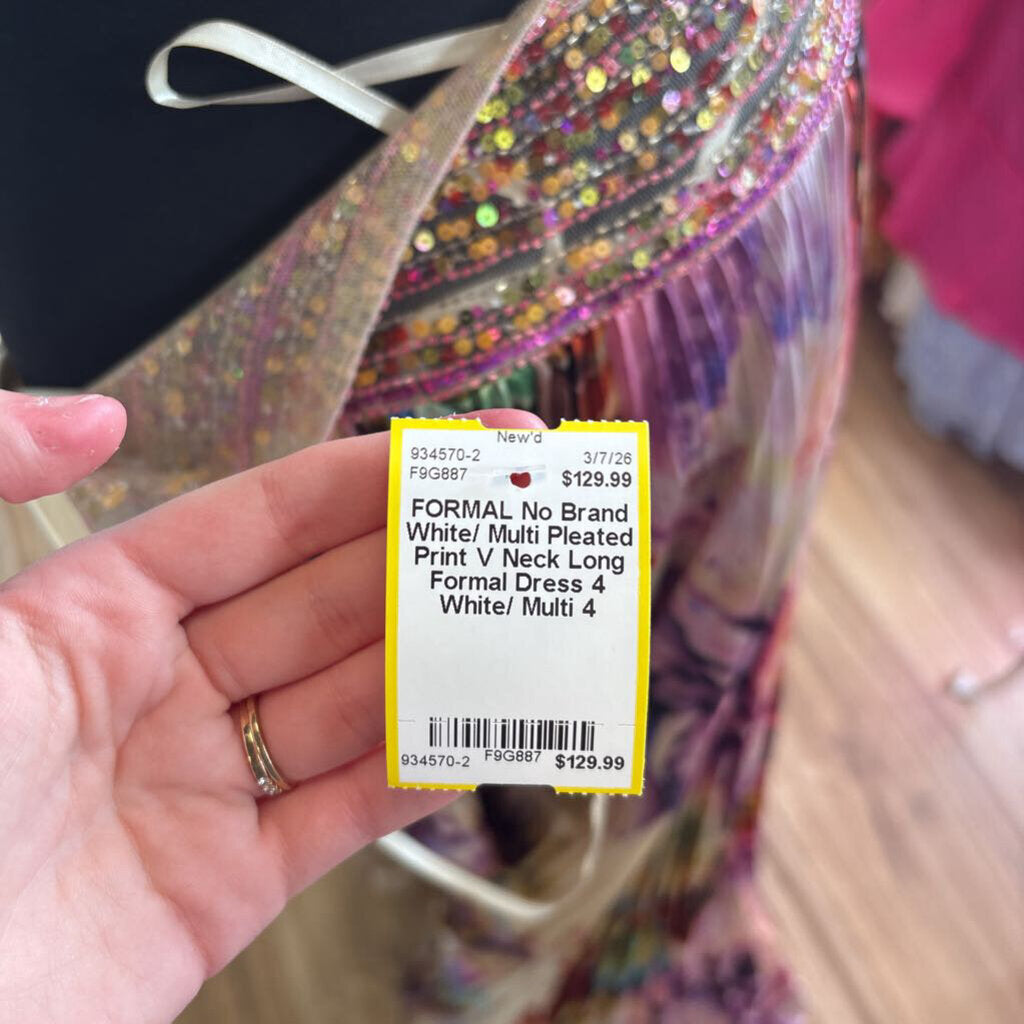 New'd
934570-2 3/7/26
F9G887 $129.99
FORMAL No Brand
White/ Multi Pleated
Print V Neck Long
Formal Dress 4
White/ Multi 4
934570-2 F9G887 $129.99